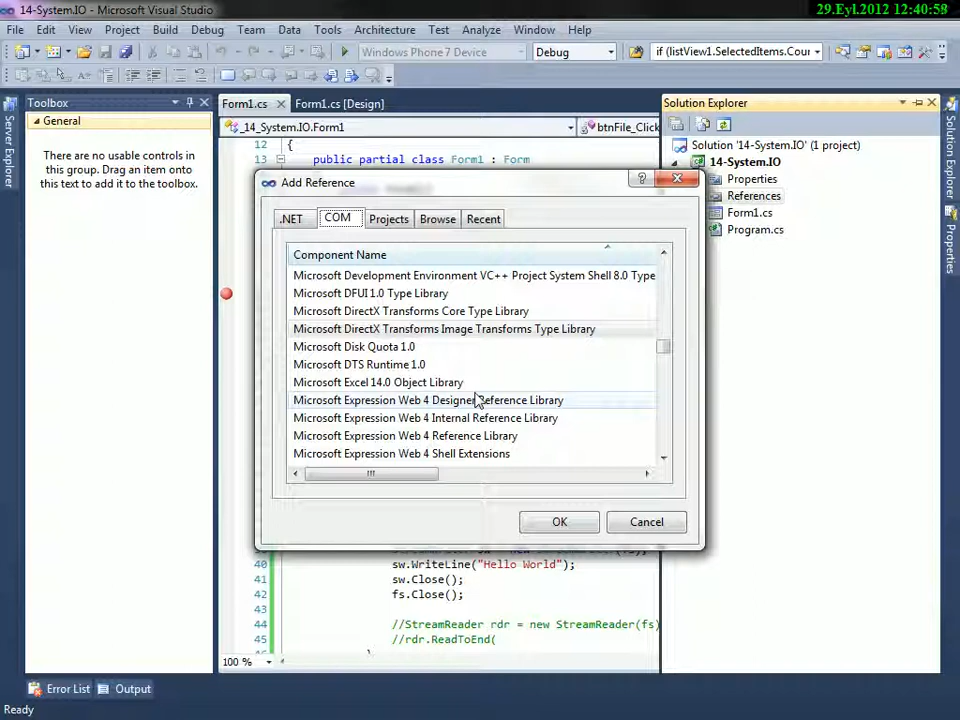 14-System.IO - Microsoft Visual Studio
29.Eyl.2012 12:40:58
File Edit View Project Build Debug Team Data Tools Architecture Test Analyze Window Help
Windows Phone 7 Device Debug if (listView1.SelectedItems.Cour
Toolbox
Form1.cs Form1.cs [Design]
Solution Explorer
General
_14_System.IO.Form1 btnFile_Click
There are no usable controls in
this group. Drag an item onto
this text to add it to the toolbox.
12 {
13 public partial class Form1 : Form
Solution '14-System.IO' (1 project)
14-System.IO
Properties
References
Form1.cs
Program.cs
Add Reference
.NET COM Projects Browse Recent
Component Name
Microsoft Development Environment VC++ Project System Shell 8.0 Type
Microsoft DFUI 1.0 Type Library
Microsoft DirectX Transforms Core Type Library
Microsoft DirectX Transforms Image Transforms Type Library
Microsoft Disk Quota 1.0
Microsoft DTS Runtime 1.0
Microsoft Excel 14.0 Object Library
Microsoft Expression Web 4 Designer Reference Library
Microsoft Expression Web 4 Internal Reference Library
Microsoft Expression Web 4 Reference Library
Microsoft Expression Web 4 Shell Extensions
OK Cancel
40 sw.WriteLine("Hello World");
41 sw.Close();
42 fs.Close();
43
44 //StreamReader rdr = new StreamReader(fs)
45 //rdr.ReadToEnd(
100 %
Error List Output
Ready
Server Explorer
Solution Explorer
Properties